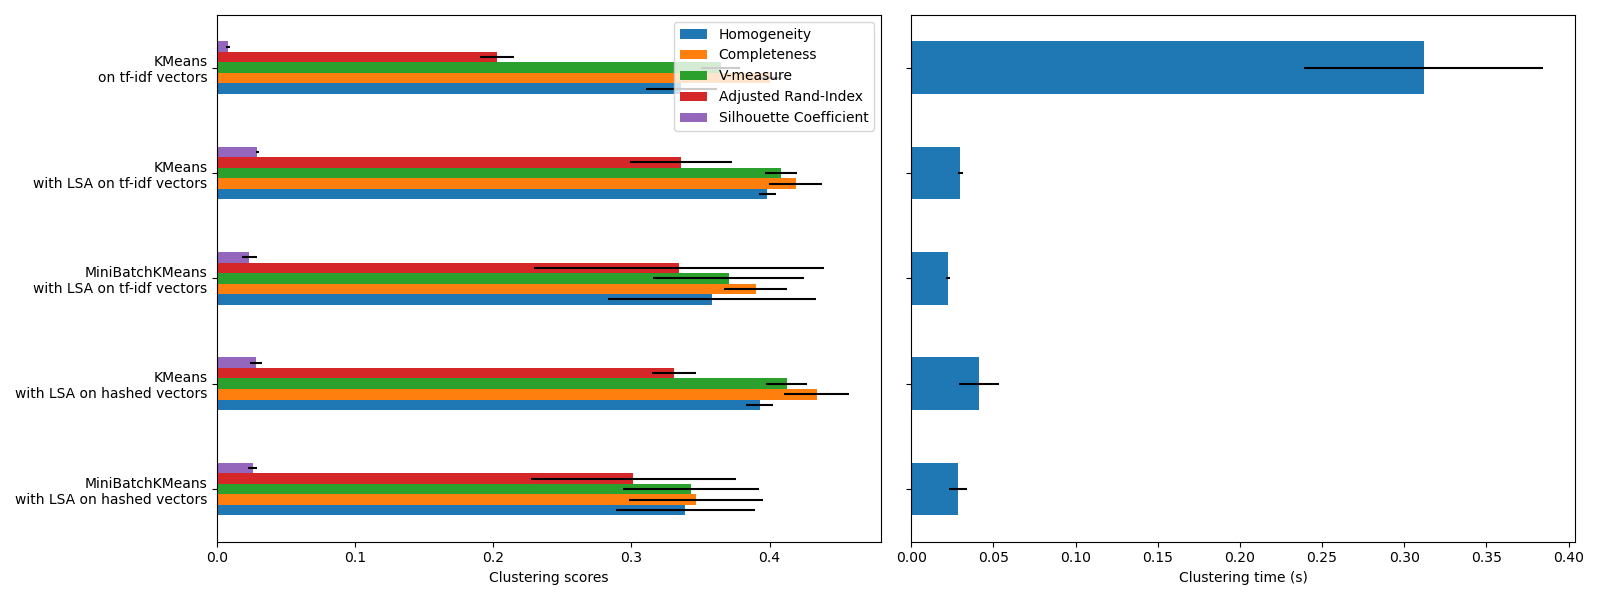 Homogeneity
Completeness
V-measure
Adjusted Rand-Index
Silhouette Coefficient
KMeans
on tf-idf vectors
KMeans
with LSA on tf-idf vectors
MiniBatchKMeans
with LSA on tf-idf vectors
KMeans
with LSA on hashed vectors
MiniBatchKMeans
with LSA on hashed vectors
0.0 0.1 0.2 0.3 0.4
Clustering scores
0.00 0.05 0.10 0.15 0.20 0.25 0.30 0.35 0.40
Clustering time (s)